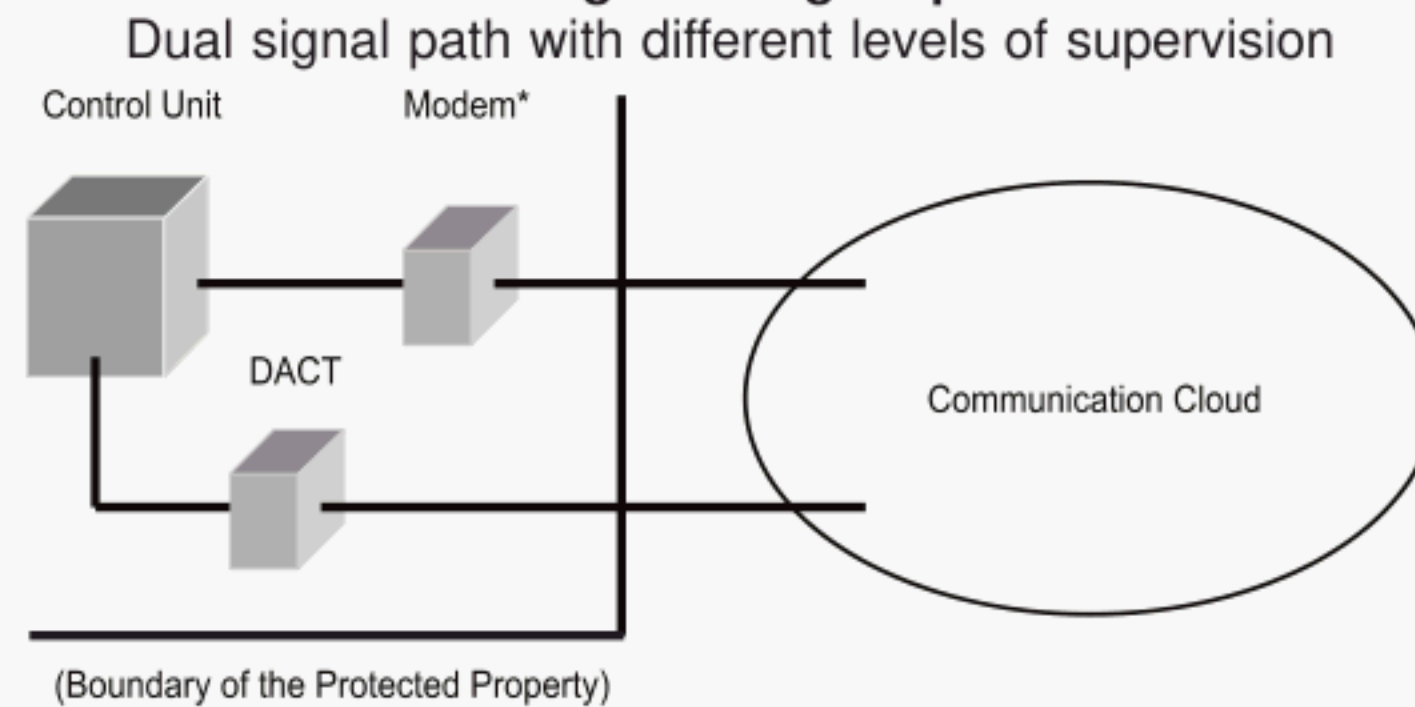 Dual signal path with different levels of supervision
Control Unit
Modem*
DACT
Communication Cloud
(Boundary of the Protected Property)